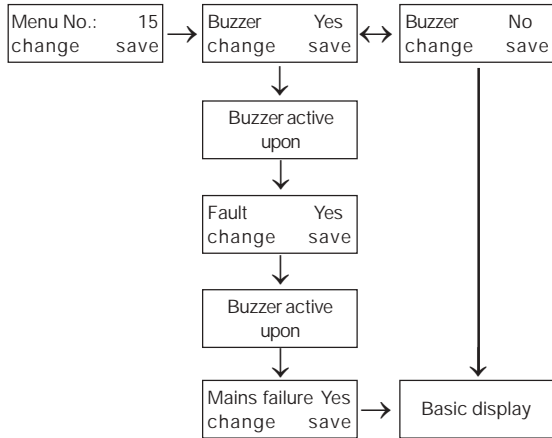 Menu No.: 15
change save
Buzzer Yes
change save
Buzzer No
change save
Buzzer active
upon
Fault Yes
change save
Buzzer active
upon
Mains failure Yes
change save
Basic display